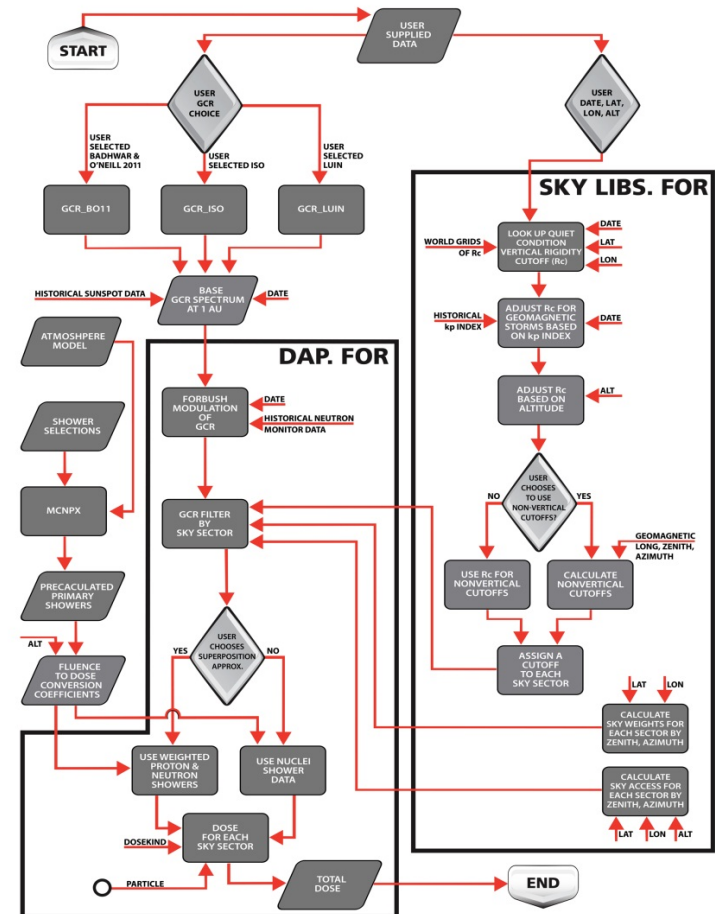 START
USER
SUPPLIED
DATA
USER
GCR
CHOICE
USER
DATE, LAT,
LON, ALT
USER
SELECTED
BADHWAR &
O'NEILL 2011
USER
SELECTED ISO
USER
SELECTED
LUIN
GCR_BO11
GCR_ISO
GCR_LUIN
HISTORICAL SUNSPOT DATA
BASE
GCR SPECTRUM
AT 1 AU
DATE
ATMOSHPERE
MODEL
SHOWER
SELECTIONS
MCNPX
PRECACULATED
PRIMARY
SHOWERS
ALT
FLUENCE
TO DOSE
CONVERSION
COEFFICIENTS
DAP. FOR
FORBUSH
MODULATION
OF
GCR
DATE
HISTORICAL NEUTRON
MONITOR DATA
GCR FILTER
BY
SKY SECTOR
USER
CHOOSES
SUPERPOSITION
APPROX.
YES
NO
USE WEIGHTED
PROTON &
NEUTRON
SHOWERS
USE NUCLEI
SHOWER
DATA
DOSEKIND
DOSE
FOR EACH
SKY SECTOR
PARTICLE
TOTAL
DOSE
END
SKY LIBS. FOR
WORLD GRIDS
OF Rc
LOOK UP QUIET
CONDITION
VERTICAL RIGIDITY
CUTOFF (Rc)
DATE
LAT
LON
HISTORICAL
kp INDEX
ADJUST Rc FOR
GEOMAGNETIC
STORMS BASED
ON kp INDEX
DATE
ADJUST Rc
BASED ON
ALTITUDE
ALT
USER
CHOOSES
TO USE
NON-VERTICAL
CUTOFFS?
NO
YES
GEOMAGNETIC
LONG, ZENITH,
AZIMUTH
USE Rc FOR
NONVERTICAL
CUTOFFS
CALCULATE
NONVERTICAL
CUTOFFS
ASSIGN A
CUTOFF
TO EACH
SKY SECTOR
LAT
LON
CALCULATE
SKY WEIGHTS FOR
EACH SECTOR BY
ZENITH, AZIMUTH
CALCULATE
SKY ACCESS FOR
EACH SECTOR BY
ZENITH, AZIMUTH
LAT
LON
ALT